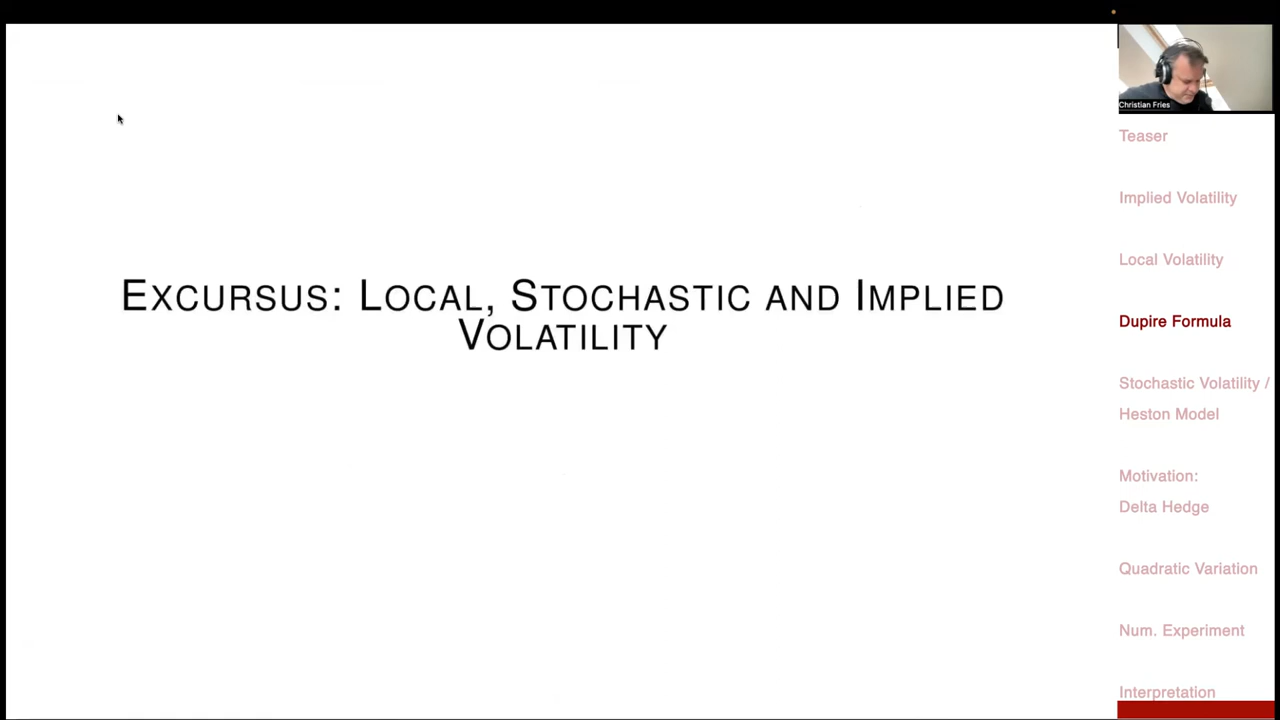 EXCURSUS: LOCAL, STOCHASTIC AND IMPLIED
VOLATILITY
Christian Fries
Teaser
Implied Volatility
Local Volatility
Dupire Formula
Stochastic Volatility /
Heston Model
Motivation:
Delta Hedge
Quadratic Variation
Num. Experiment
Interpretation